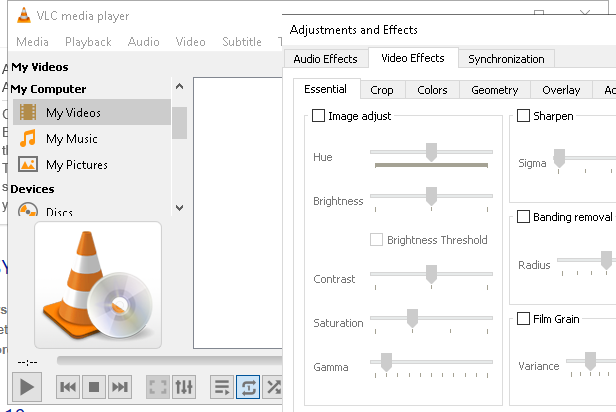 VLC media player
Media Playback Audio Video Subtitle
My Videos
My Computer
My Videos
My Music
My Pictures
Devices
Discs
--:--
Adjustments and Effects
Audio Effects Video Effects Synchronization
Essential Crop Colors Geometry Overlay
Image adjust
Hue
Brightness
Brightness Threshold
Contrast
Saturation
Gamma
Sharpen
Sigma
Banding removal
Radius
Film Grain
Variance